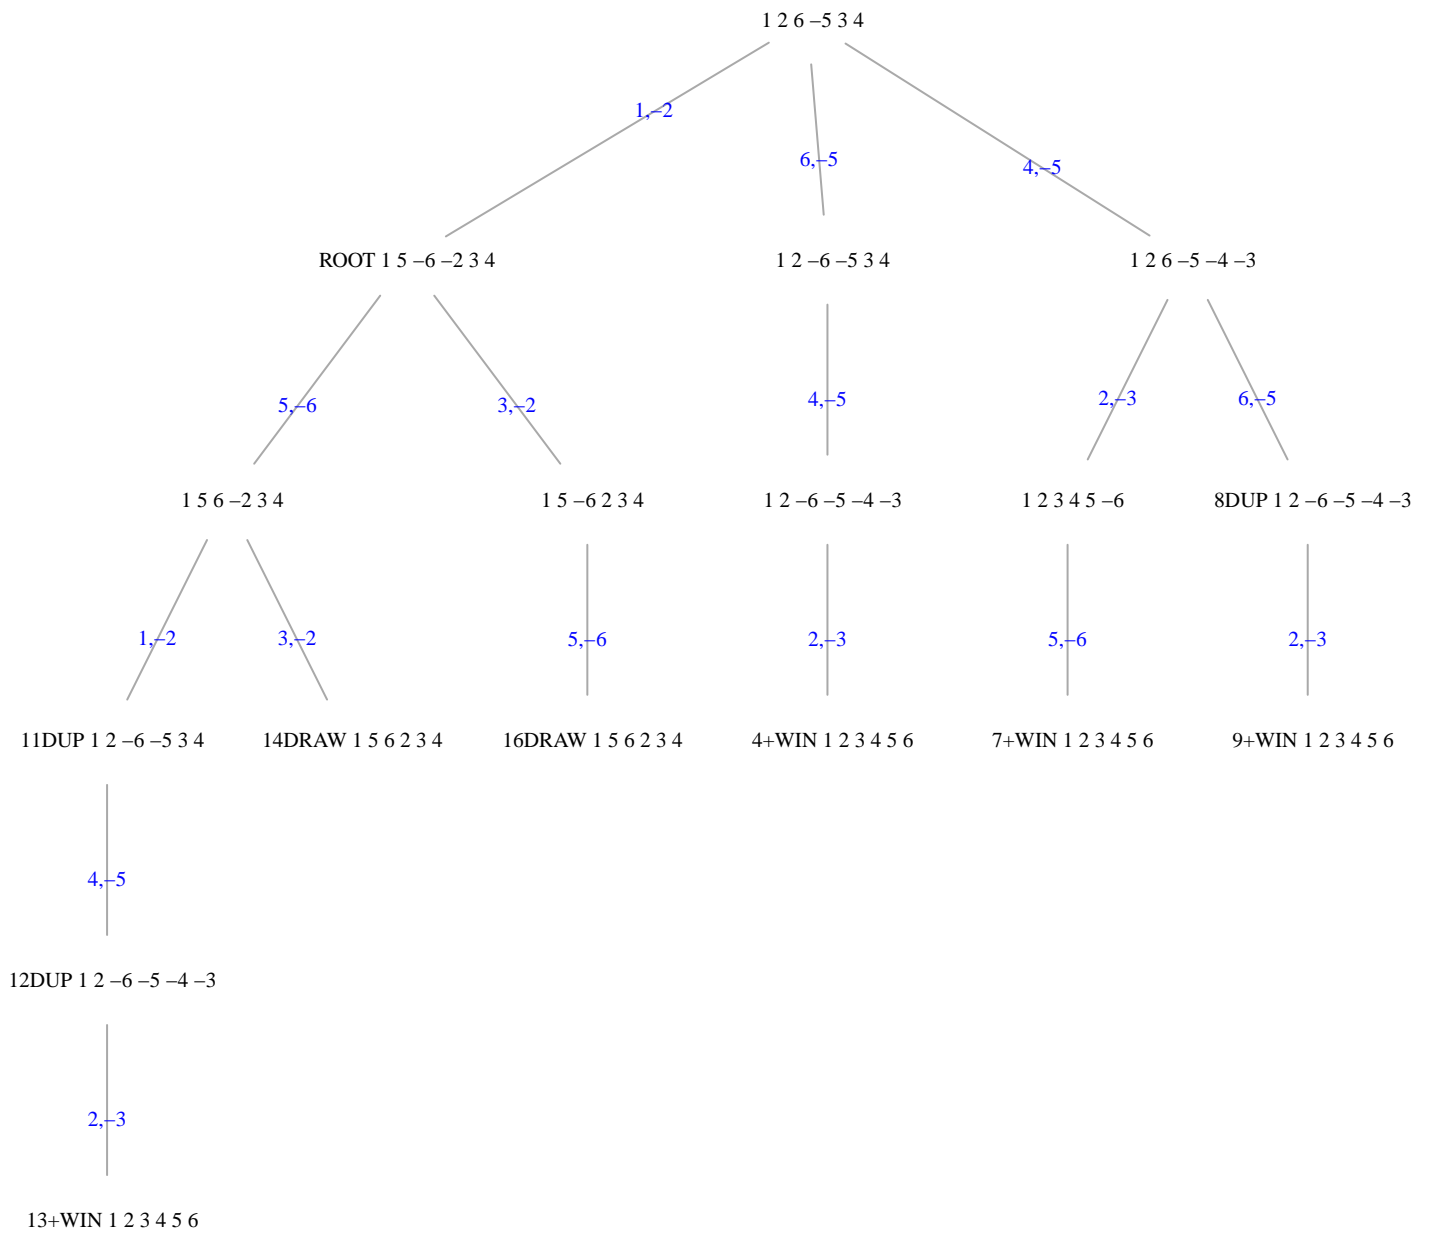 1 2 6 –5 3 4
1,–2
6,–5
4,–5
ROOT 1 5 –6 –2 3 4
1 2 –6 –5 3 4
1 2 6 –5 –4 –3
5,–6
3,–2
4,–5
2,–3
6,–5
1 5 6 –2 3 4
1 5 –6 2 3 4
1 2 –6 –5 –4 –3
1 2 3 4 5 –6
8DUP 1 2 –6 –5 –4 –3
1,–2
3,–2
5,–6
2,–3
5,–6
2,–3
11DUP 1 2 –6 –5 3 4
14DRAW 1 5 6 2 3 4
16DRAW 1 5 6 2 3 4
4+WIN 1 2 3 4 5 6
7+WIN 1 2 3 4 5 6
9+WIN 1 2 3 4 5 6
4,–5
12DUP 1 2 –6 –5 –4 –3
2,–3
13+WIN 1 2 3 4 5 6